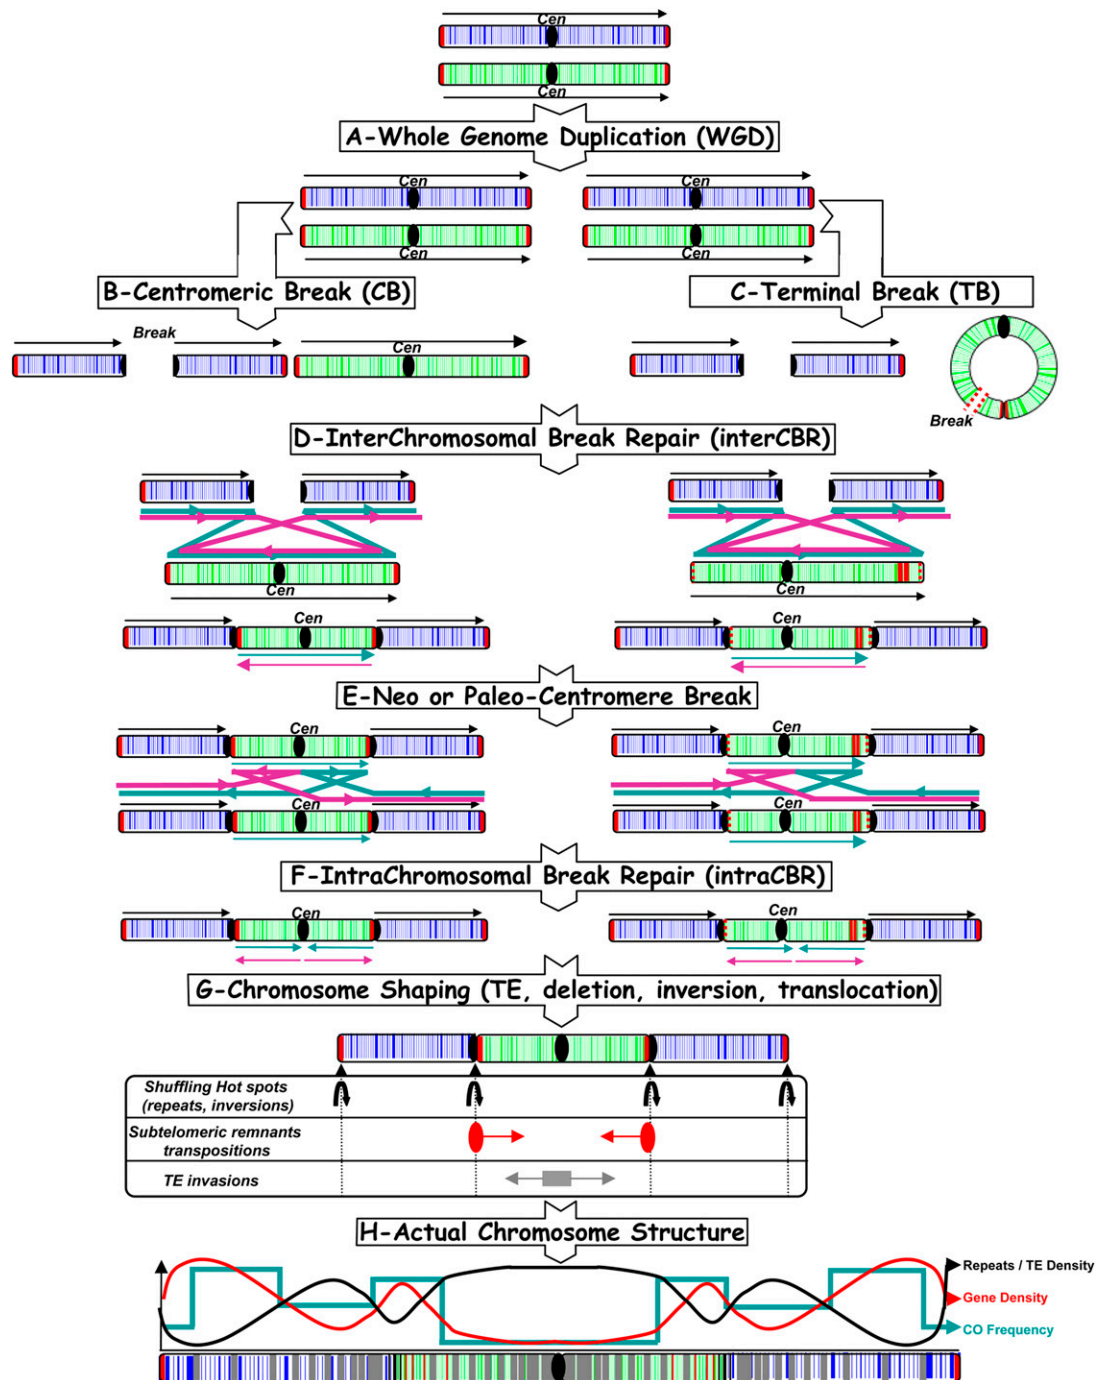 Cen
Cen
A-Whole Genome Duplication (WGD)
Cen
Cen
Cen
Cen
B-Centromeric Break (CB)
C-Terminal Break (TB)
Break
Cen
Break
D-InterChromosomal Break Repair (interCBR)
Cen
Cen
Cen
Cen
E-Neo or Paleo-Centromere Break
Cen
Cen
Cen
Cen
F-IntraChromosomal Break Repair (intraCBR)
Cen
Cen
G-Chromosome Shaping (TE, deletion, inversion, translocation)
Shuffling Hot spots
(repeats, inversions)
Subtelomeric remnants
transpositions
TE invasions
H-Actual Chromosome Structure
Repeats / TE Density
Gene Density
CO Frequency